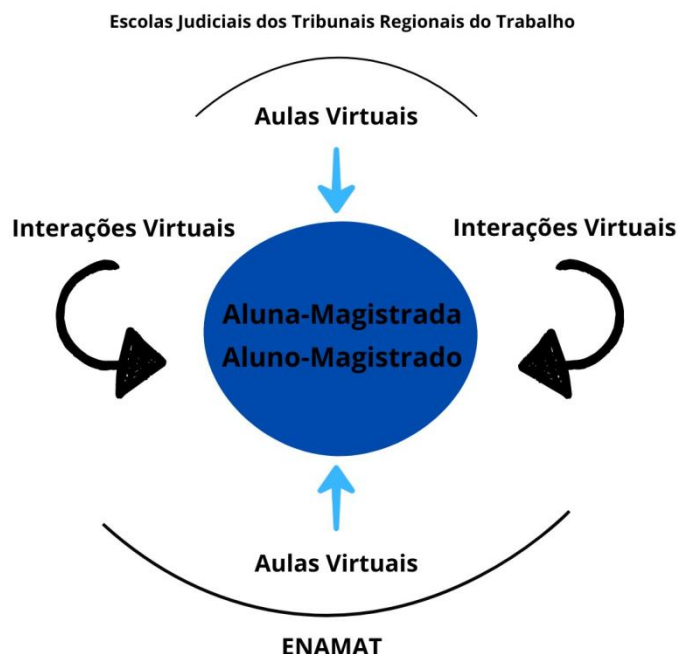 Escolas Judiciais dos Tribunais Regionais do Trabalho
Aulas Virtuais
Interações Virtuais
Interações Virtuais
Aluna-Magistrada
Aluno-Magistrado
Aulas Virtuais
ENAMAT